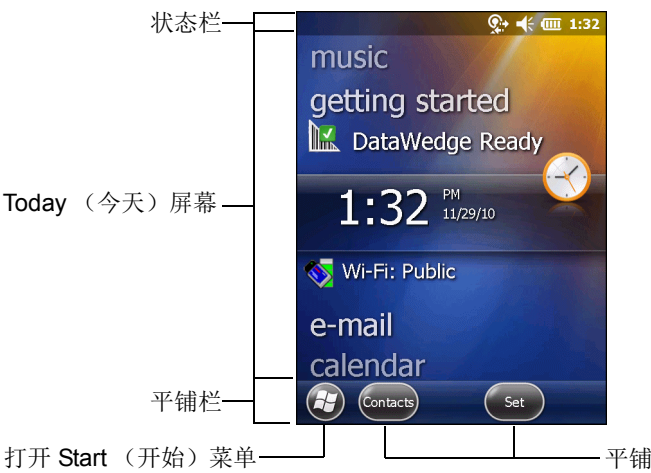 状态栏
1:32
music
getting started
DataWedge Ready
Today （今天）屏幕
1:32 PM
11/29/10
Wi-Fi: Public
e-mail
calendar
平铺栏
Contacts
Set
打开 Start （开始）菜单
平铺